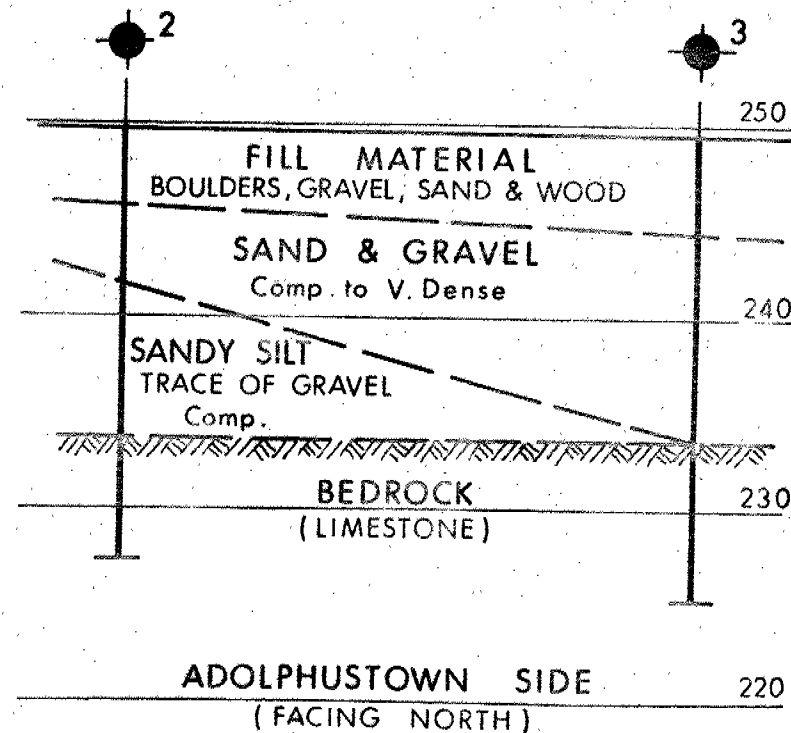 2
3
250
FILL MATERIAL
BOULDERS, GRAVEL, SAND & WOOD
SAND & GRAVEL
Comp. to V. Dense
240
SANDY SILT
TRACE OF GRAVEL
Comp.
BEDROCK
230
(LIMESTONE)
ADOLPHUSTOWN SIDE
220
(FACING NORTH)